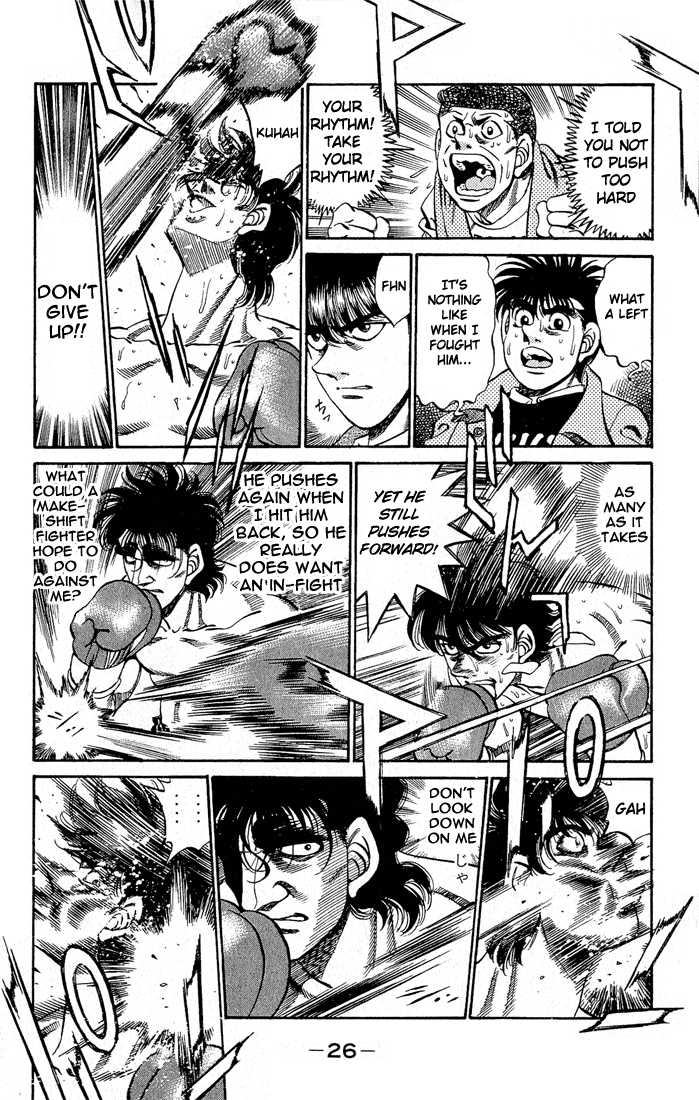 I TOLD
YOU NOT
TO PUSH
TOO
HARD
YOUR
RHYTHM!
TAKE
YOUR
RHYTHM!
KUHAH
DON'T
GIVE
UP!!
WHAT
A LEFT
IT'S
NOTHING
LIKE
WHEN I
FOUGHT
HIM...
FHN
AS
MANY
AS IT
TAKES
YET HE
STILL
PUSHES
FORWARD!
HE PUSHES
AGAIN WHEN
I HIT HIM
BACK, SO HE
REALLY
DOES WANT
AN IN-FIGHT
WHAT
COULD A
MAKE-
SHIFT
FIGHTER
HOPE TO
DO
AGAINST
ME?
GAH
DON'T
LOOK
DOWN
ON ME
じゃ
-26-